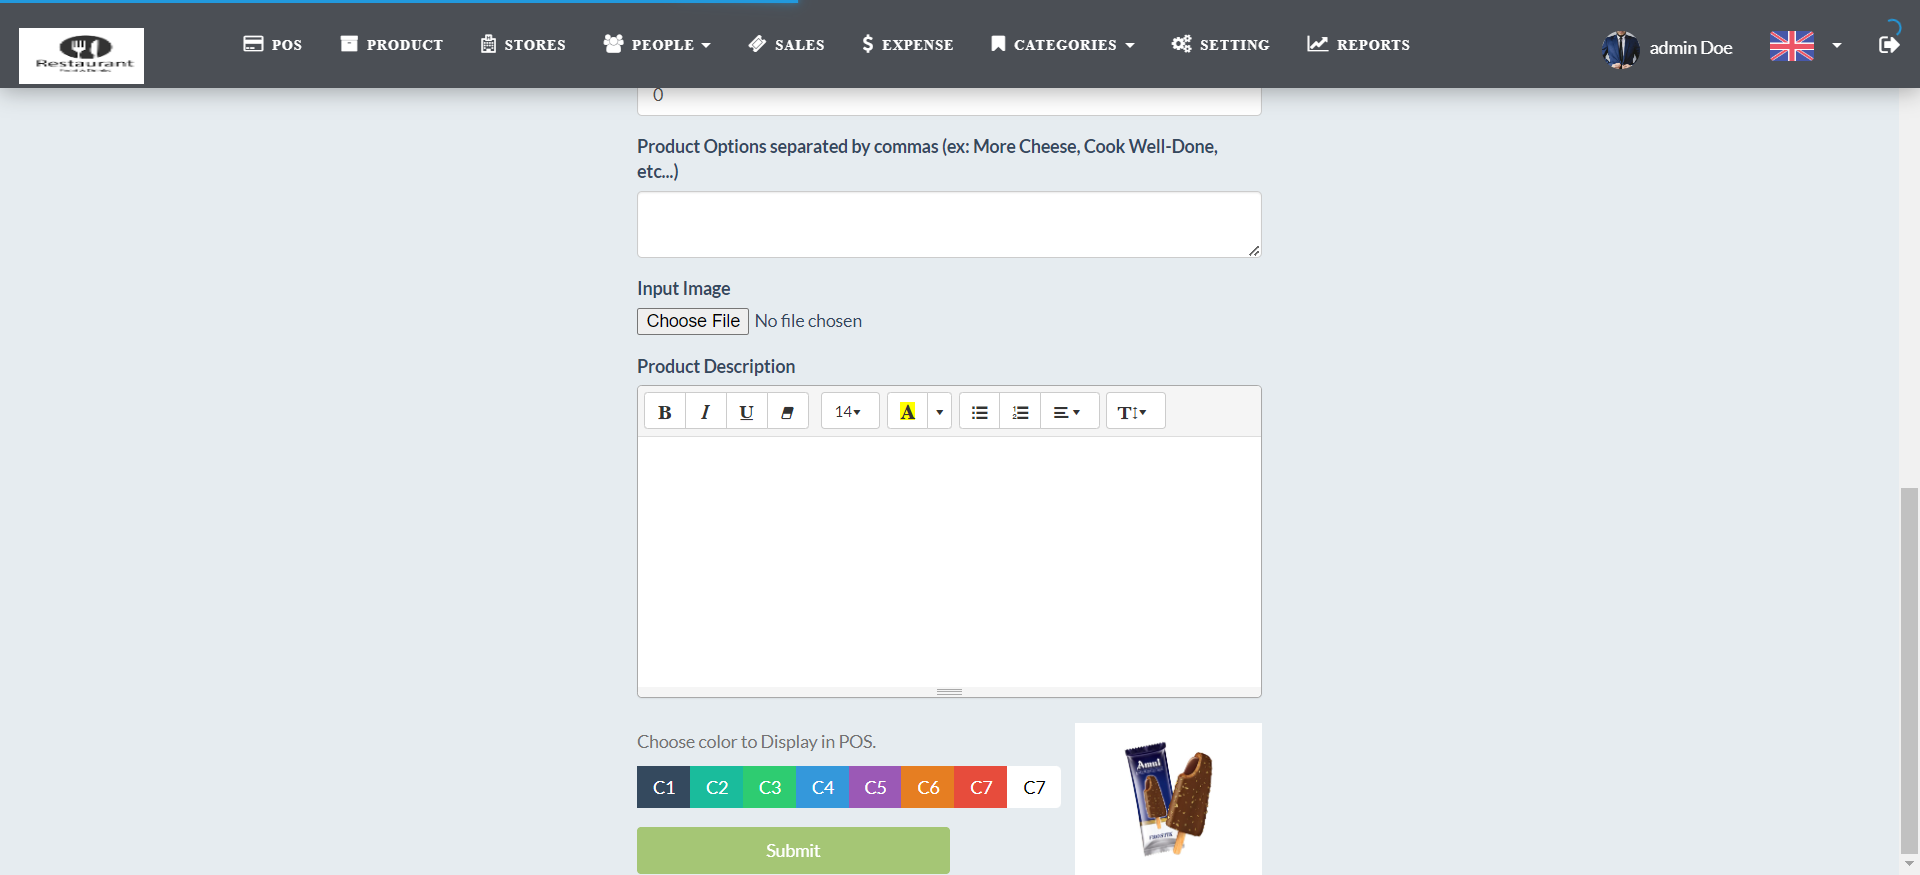 Restaurant
POS
PRODUCT
STORES
PEOPLE
SALES
EXPENSE
CATEGORIES
SETTING
REPORTS
admin Doe
0
Product Options separated by commas (ex: More Cheese, Cook Well-Done,
etc...)
Input Image
Choose File No file chosen
Product Description
B I U 14 A T
Choose color to Display in POS.
C1 C2 C3 C4 C5 C6 C7 C7
Amul
Submit